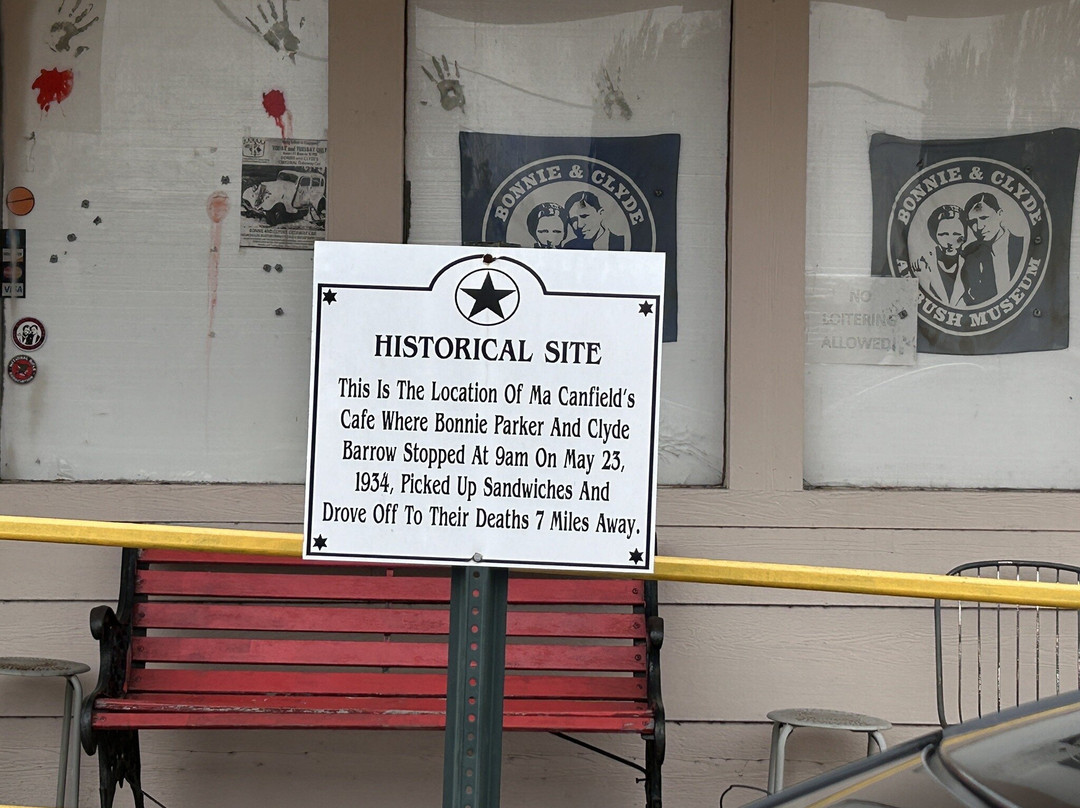 BONNIE & CLYDE
BONNIE & CLYDE
BUSH MUSEUM
NO
LOITERING
ALLOWED!
VISA
HISTORICAL SITE
This Is The Location Of Ma Canfield's
Cafe Where Bonnie Parker And Clyde
Barrow Stopped At 9am On May 23,
1934, Picked Up Sandwiches And
Drove Off To Their Deaths 7 Miles Away.